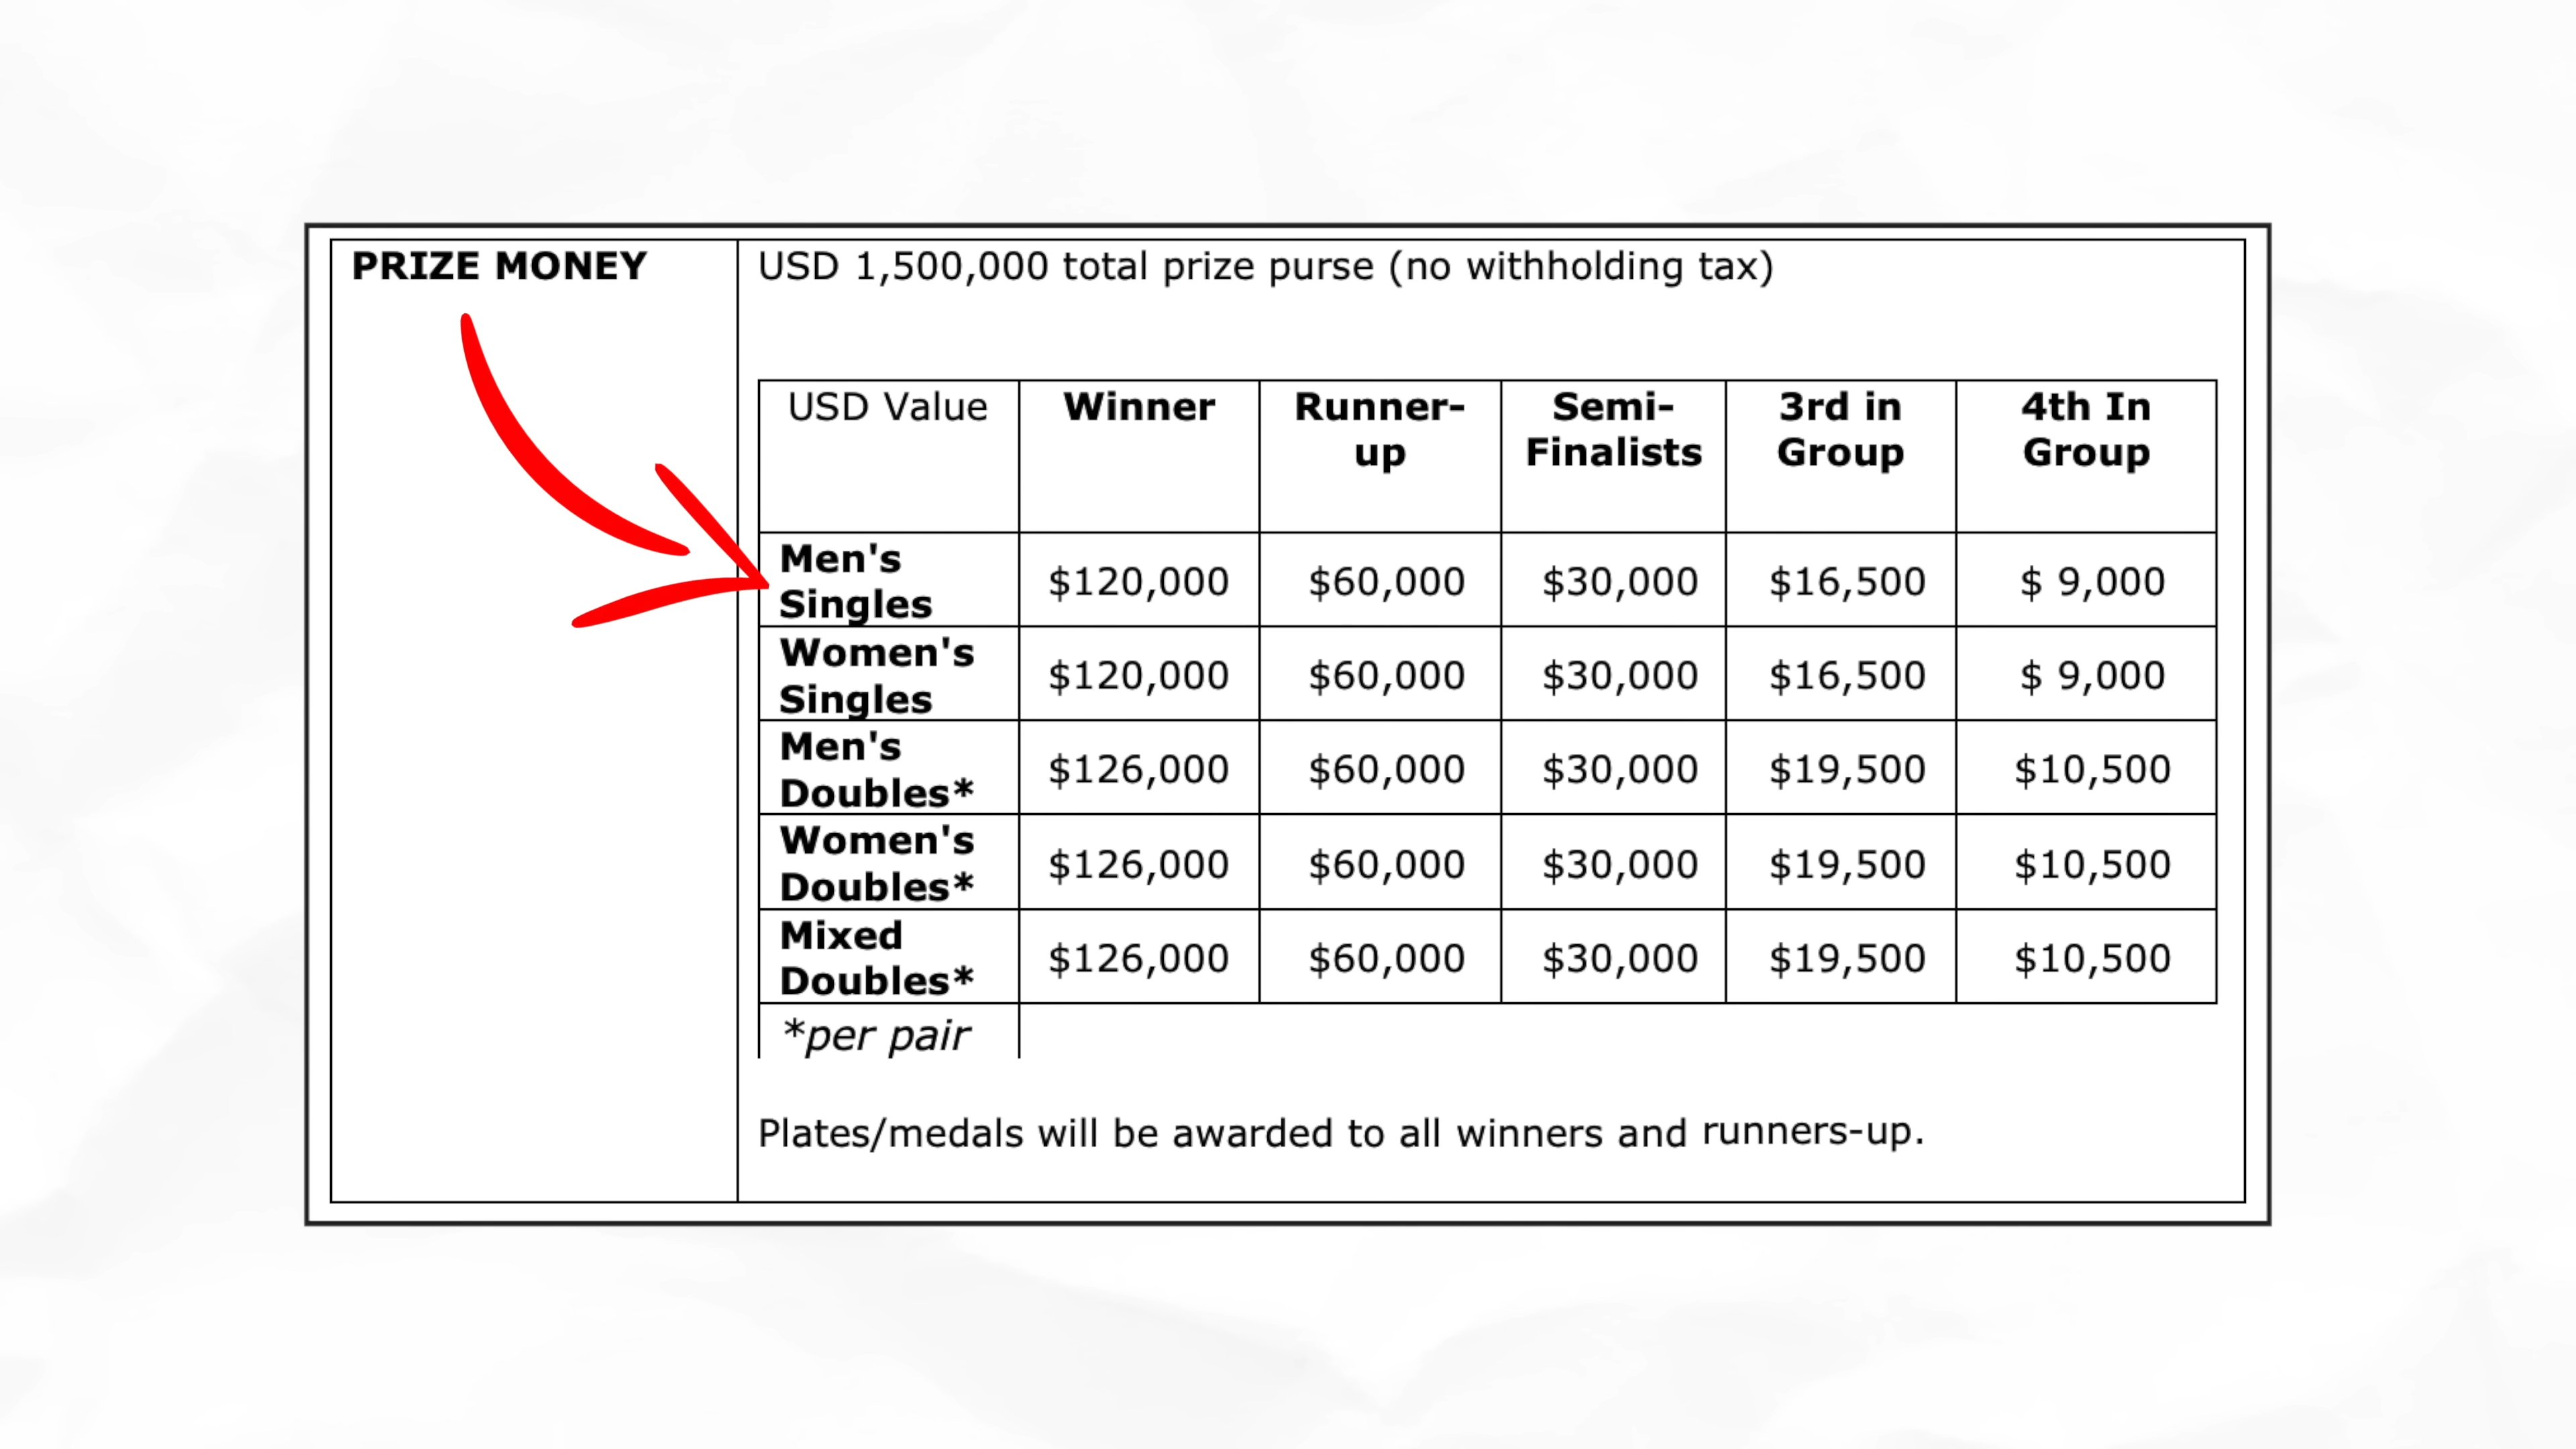 PRIZE MONEY
USD 1,500,000 total prize purse (no withholding tax)
USD Value Winner Runner-up Semi-Finalists 3rd in Group 4th In Group
Men's Singles $120,000 $60,000 $30,000 $16,500 $ 9,000
Women's Singles $120,000 $60,000 $30,000 $16,500 $ 9,000
Men's Doubles* $126,000 $60,000 $30,000 $19,500 $10,500
Women's Doubles* $126,000 $60,000 $30,000 $19,500 $10,500
Mixed Doubles* $126,000 $60,000 $30,000 $19,500 $10,500
*per pair
Plates/medals will be awarded to all winners and runners-up.